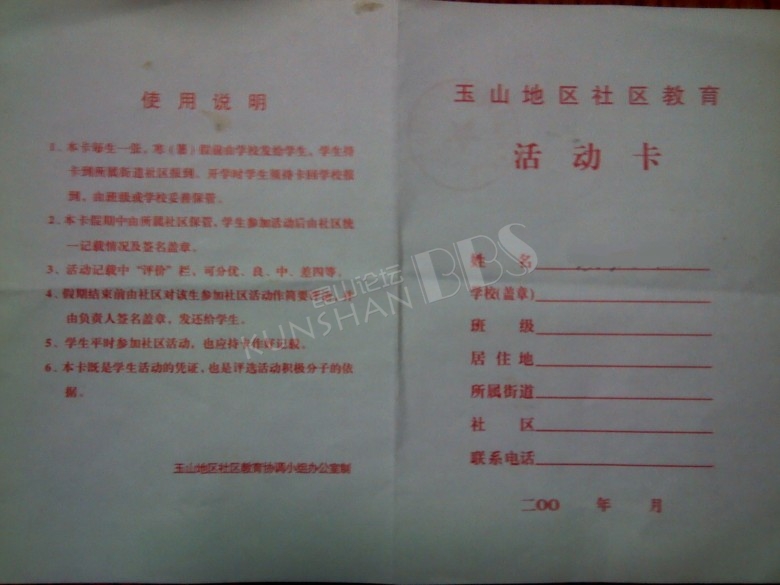 使用说明
1、本卡每生一张，寒（暑）假前由学校发给学生，学生持
卡到所属街道社区报到。开学时学生须持卡回学校报
到，由班级或学校妥善保管。
2、本卡假期中由所属社区保管，学生参加活动后由社区统
一记载情况及签名盖章。
3、活动记载中“评价”栏，可分优、良、中、差四等。
4、假期结束前由社区对该生参加社区活动作简要评定，并
由负责人签名盖章，发还给学生。
5、学生平时参加社区活动，也应持卡作好记载。
6、本卡既是学生活动的凭证，也是评选活动积极分子的依
据。
玉山地区社区教育协调小组办公室制
玉山地区社区教育
活动卡
姓名
学校(盖章)
班级
居住地
所属街道
社区
联系电话
二00 年 月
昆山论坛
KUNSHAN BBS